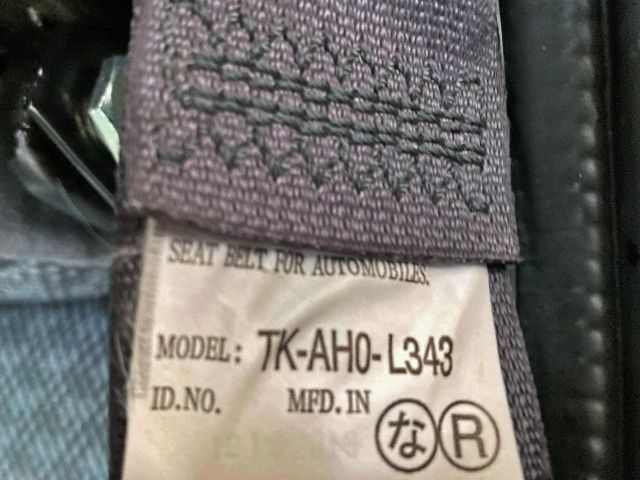 SEAT BELT FOR AUTOMOBILES.
MODEL: TK-AH0-L343
ID.NO. MFD.IN
な R